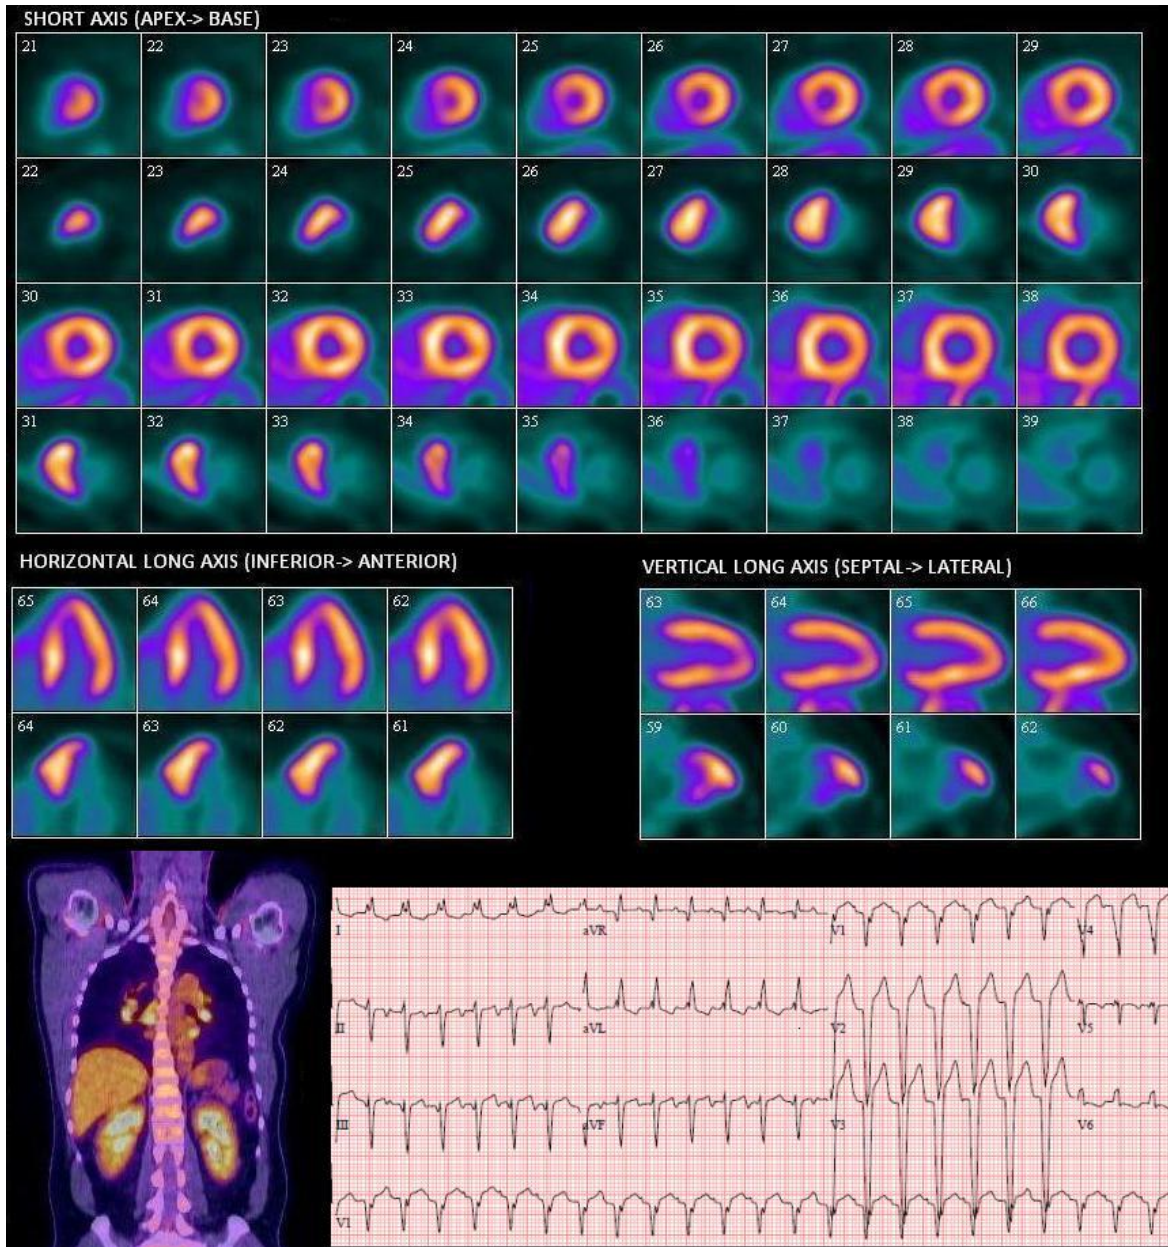 SHORT AXIS (APEX-> BASE)
21 22 23 24 25 26 27 28 29
22 23 24 25 26 27 28 29 30
30 31 32 33 34 35 36 37 38
31 32 33 34 35 36 37 38 39
HORIZONTAL LONG AXIS (INFERIOR-> ANTERIOR)
65 64 63 62
64 63 62 61
VERTICAL LONG AXIS (SEPTAL-> LATERAL)
63 64 65 66
59 60 61 62
I aVR V1 V4
II aVL V2 V5
III aVF V3 V6
V1